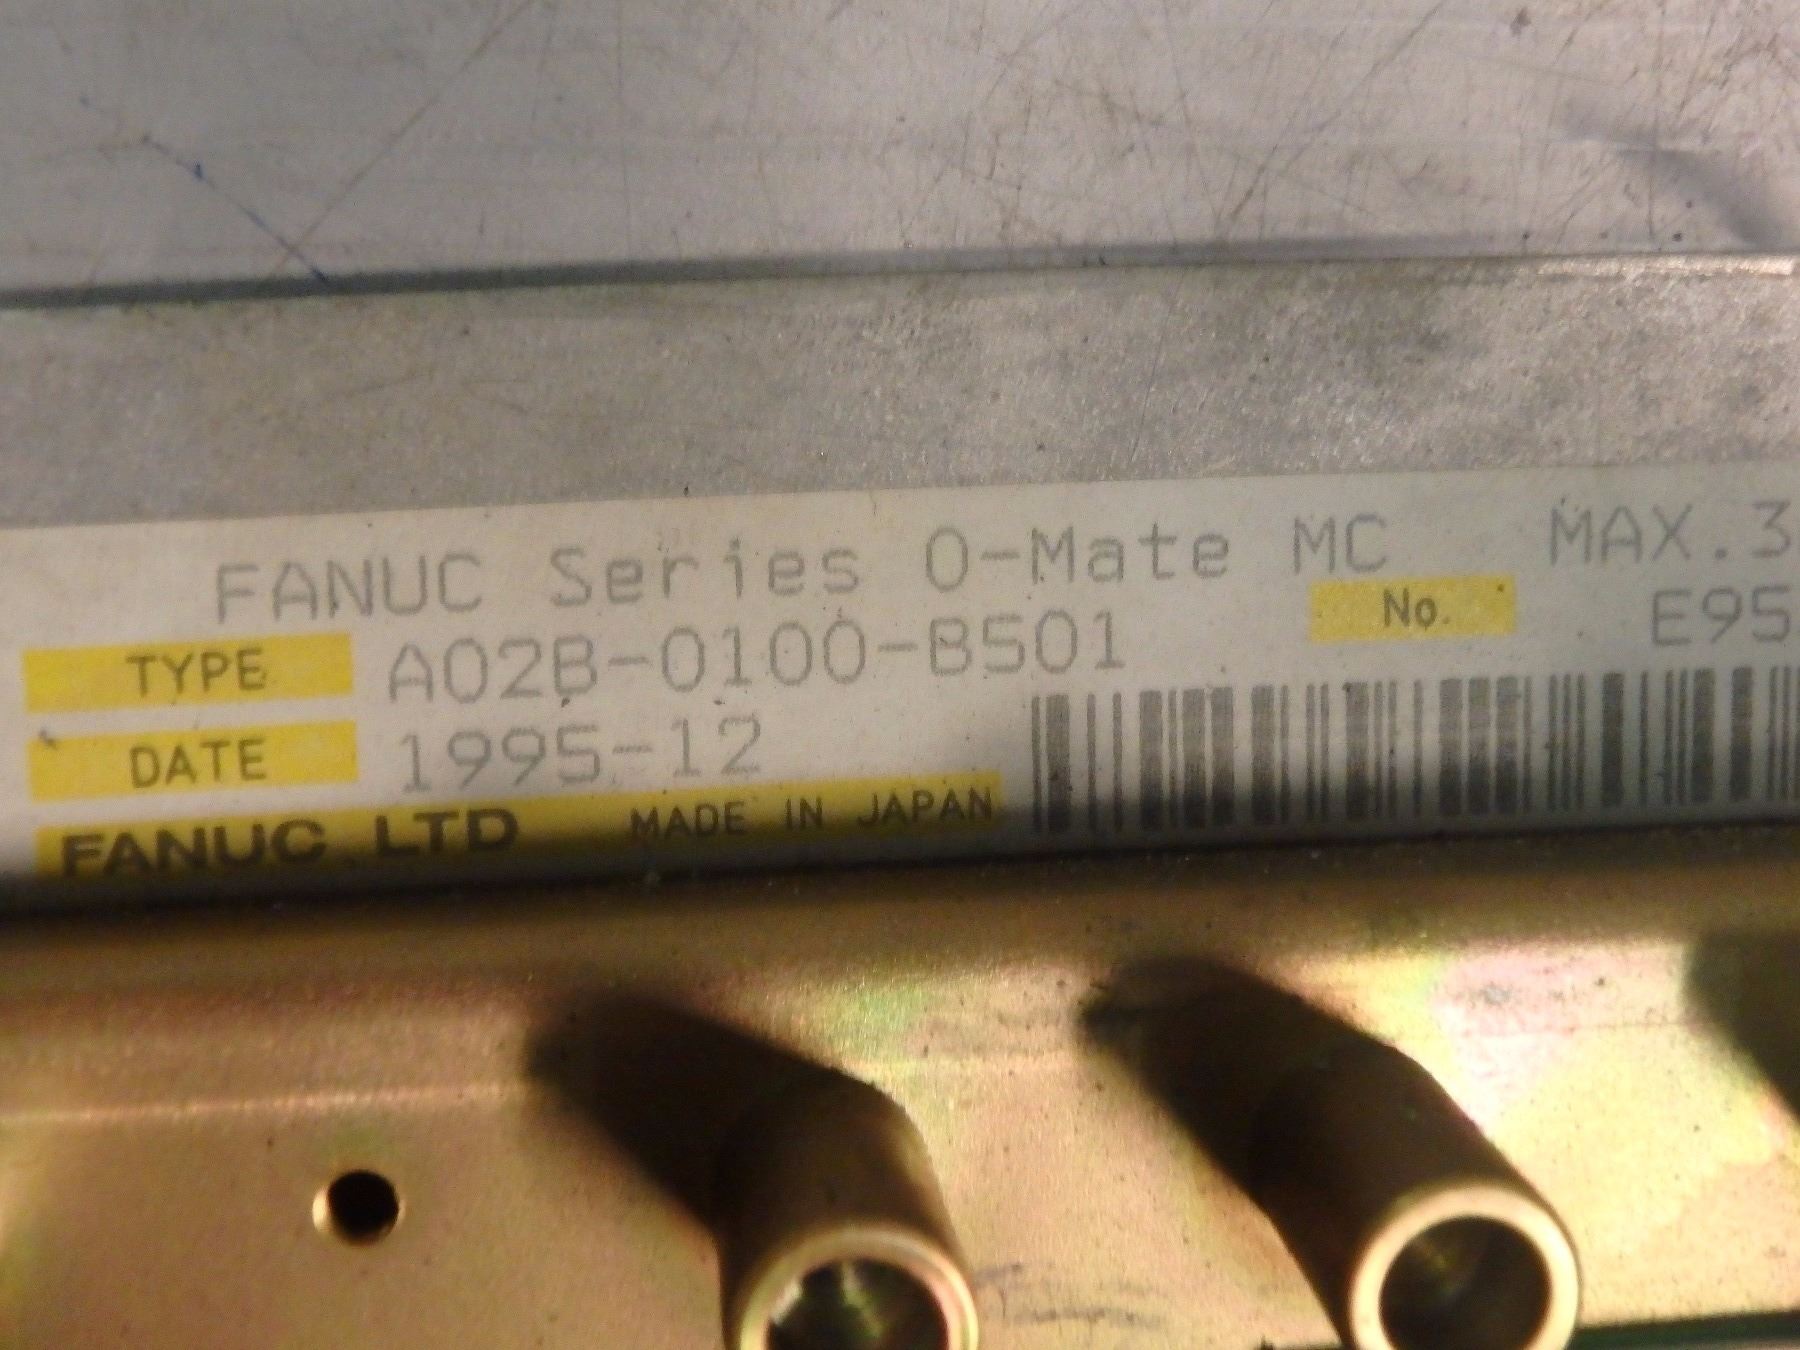 FANUC Series 0-Mate MC MAX.3
TYPE A02B-0100-B501 No. E95
DATE 1995-12
FANUC LTD MADE IN JAPAN